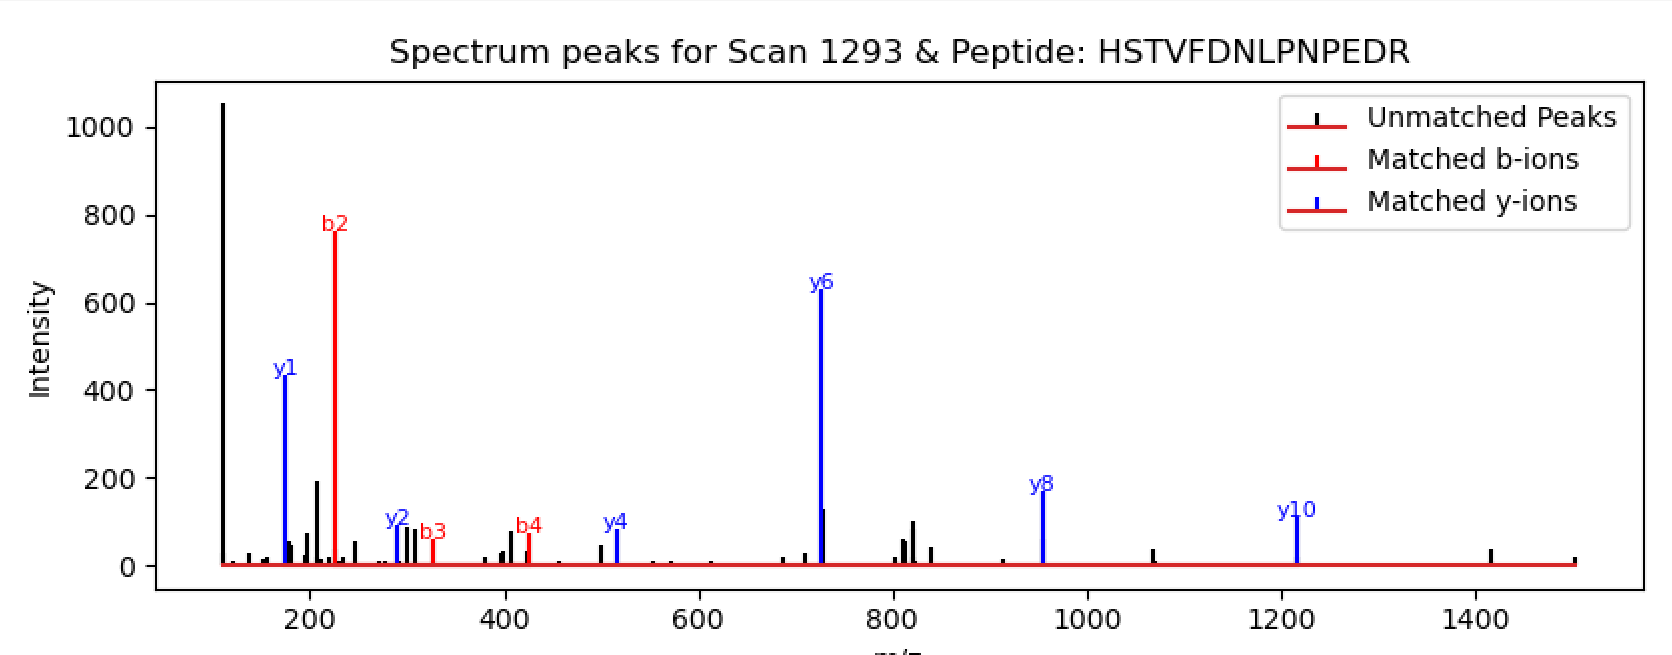 Spectrum peaks for Scan 1293 & Peptide: HSTVFDNLPNPEDR
Unmatched Peaks
Matched b-ions
Matched y-ions
Intensity
1000
800
600
400
200
0
b2
y1
y2
b3
b4
y4
y6
y8
y10
200
400
600
800
1000
1200
1400